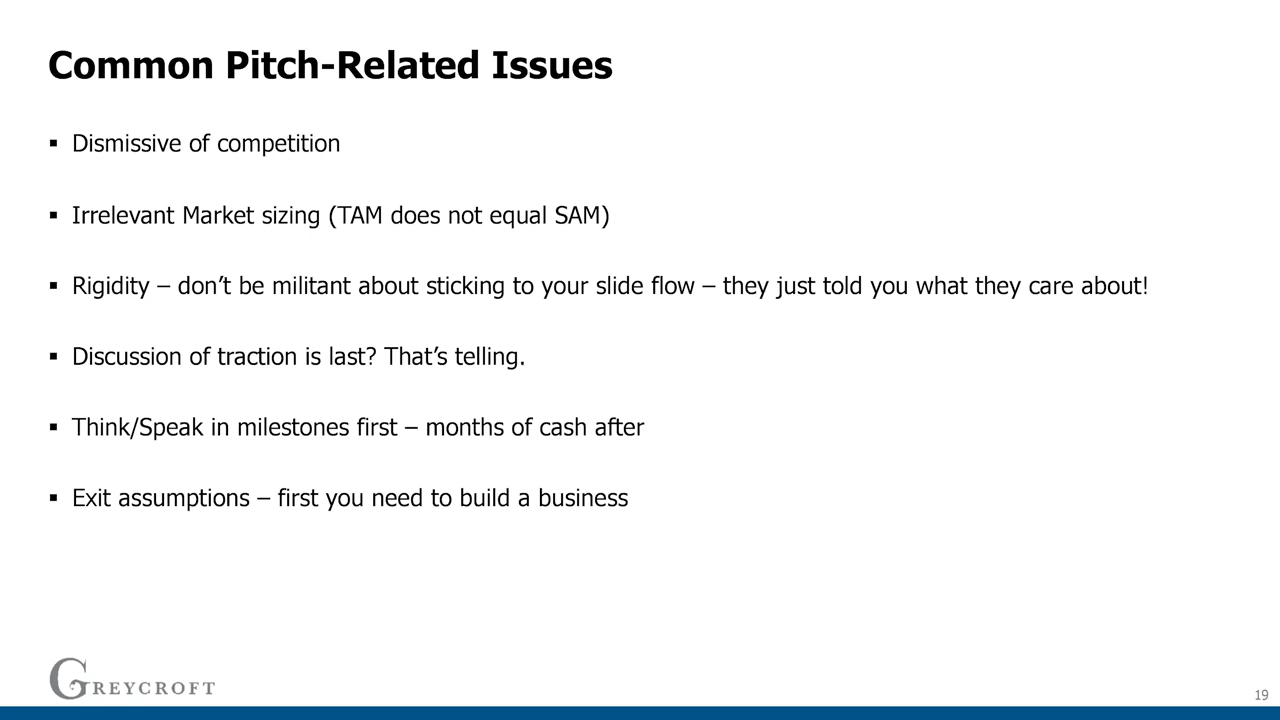 Common Pitch-Related Issues
▪ Dismissive of competition
▪ Irrelevant Market sizing (TAM does not equal SAM)
▪ Rigidity – don’t be militant about sticking to your slide flow – they just told you what they care about!
▪ Discussion of traction is last? That’s telling.
▪ Think/Speak in milestones first – months of cash after
▪ Exit assumptions – first you need to build a business
GREYCROFT
19